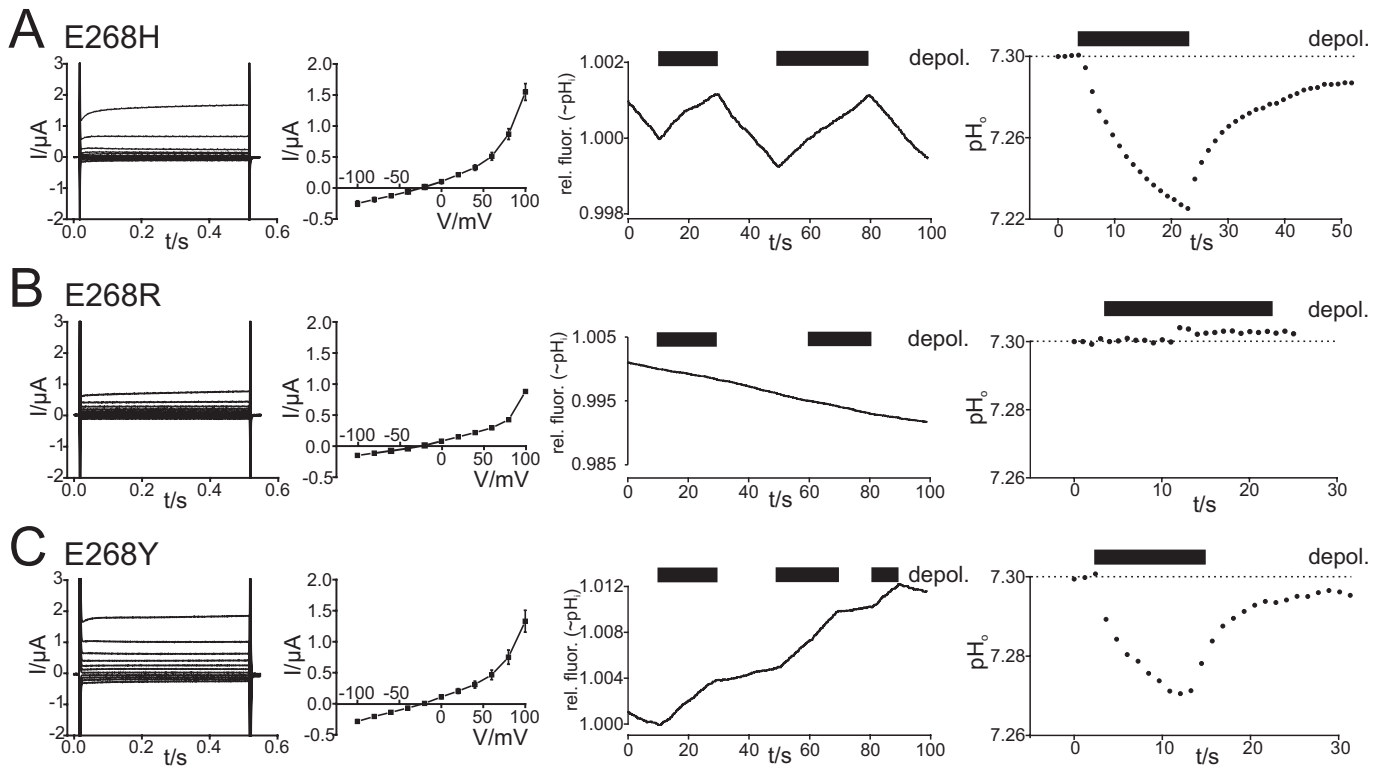 A E268H
3
2
1
0
-1
-2
I/μA
0.0 0.2 0.4 0.6
t/s
2.0
1.5
1.0
0.5
0.0
-0.5
I/μA
-100 -50
0 50 100
V/mV
depol.
1.002
1.000
0.998
rel. fluor. (~pHi)
0 20 40 60 80 100
t/s
depol.
7.30
7.26
7.22
pHo
0 10 20 30 40 50
t/s
B E268R
3
2
1
0
-1
-2
I/μA
0.0 0.2 0.4 0.6
t/s
2.0
1.5
1.0
0.5
0.0
-0.5
I/μA
-100 -50
0 50 100
V/mV
depol.
1.005
0.995
0.985
rel. fluor. (~pHi)
0 20 40 60 80 100
t/s
depol.
7.30
7.28
7.26
pHo
0 10 20 30
t/s
C E268Y
3
2
1
0
-1
-2
I/μA
0.0 0.2 0.4 0.6
t/s
2.0
1.5
1.0
0.5
0.0
-0.5
I/μA
-100 -50
0 50 100
V/mV
depol.
1.012
1.008
1.004
1.000
rel. fluor. (~pHi)
0 20 40 60 80 100
t/s
depol.
7.30
7.28
7.26
pHo
0 10 20 30
t/s